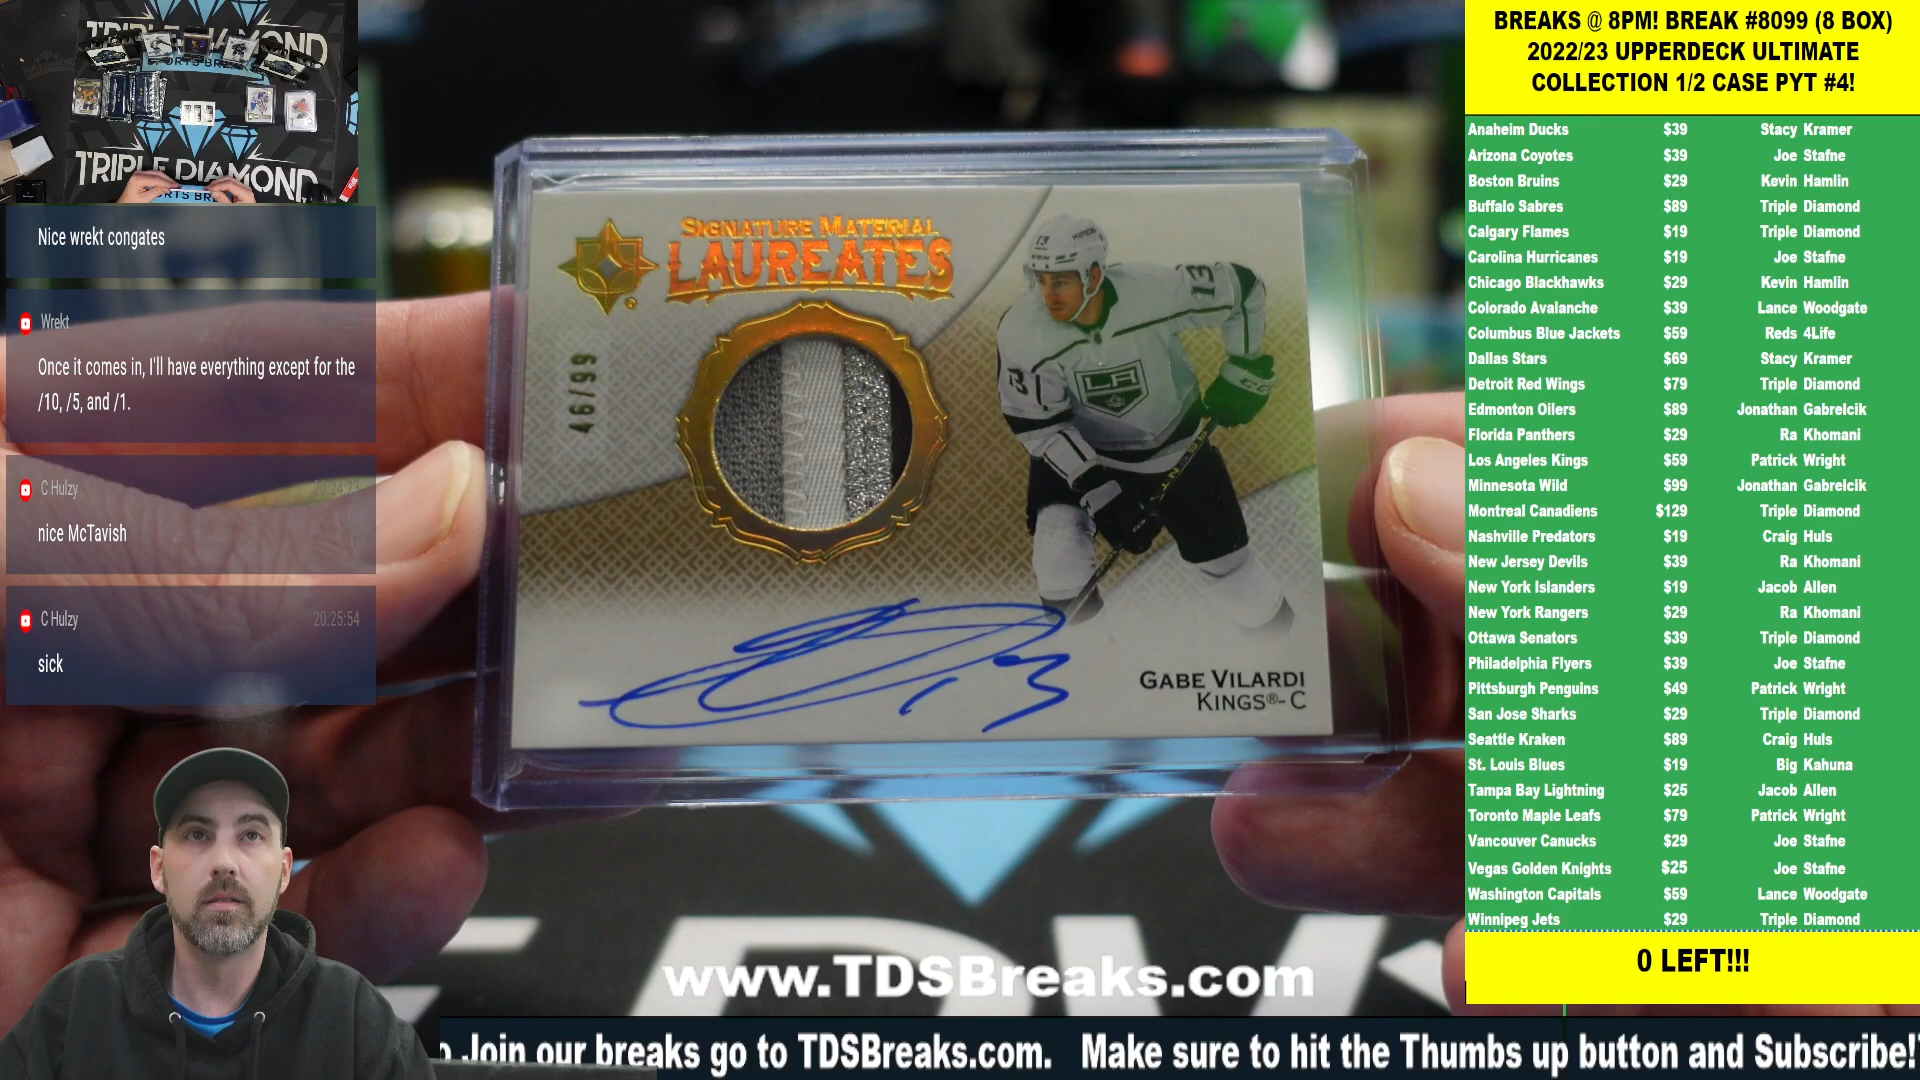 TRIPLE DIAMOND
SPORTS BREAKS
TRIPLE DIAMOND
Nice wrekt congates
Wrekt
Once it comes in, I'll have everything except for the
/10, /5, and /1.
C Hulzy 20:24:23
nice McTavish
C Hulzy 20:25:54
sick
SIGNATURE MATERIAL
LAUREATES
46/99
13
13
LA
CCM
GABE VILARDI
KINGS®-C
www.TDSBreaks.com
Join our breaks go to TDSBreaks.com. Make sure to hit the Thumbs up button and Subscribe!
BREAKS @ 8PM! BREAK #8099 (8 BOX)
2022/23 UPPERDECK ULTIMATE
COLLECTION 1/2 CASE PYT #4!
Anaheim Ducks $39 Stacy Kramer
Arizona Coyotes $39 Joe Stafne
Boston Bruins $29 Kevin Hamlin
Buffalo Sabres $89 Triple Diamond
Calgary Flames $19 Triple Diamond
Carolina Hurricanes $19 Joe Stafne
Chicago Blackhawks $29 Kevin Hamlin
Colorado Avalanche $39 Lance Woodgate
Columbus Blue Jackets $59 Reds 4Life
Dallas Stars $69 Stacy Kramer
Detroit Red Wings $79 Triple Diamond
Edmonton Oilers $89 Jonathan Gabrelcik
Florida Panthers $29 Ra Khomani
Los Angeles Kings $59 Patrick Wright
Minnesota Wild $99 Jonathan Gabrelcik
Montreal Canadiens $129 Triple Diamond
Nashville Predators $19 Craig Huls
New Jersey Devils $39 Ra Khomani
New York Islanders $19 Jacob Allen
New York Rangers $29 Ra Khomani
Ottawa Senators $39 Triple Diamond
Philadelphia Flyers $39 Joe Stafne
Pittsburgh Penguins $49 Patrick Wright
San Jose Sharks $29 Triple Diamond
Seattle Kraken $89 Craig Huls
St. Louis Blues $19 Big Kahuna
Tampa Bay Lightning $25 Jacob Allen
Toronto Maple Leafs $79 Patrick Wright
Vancouver Canucks $29 Joe Stafne
Vegas Golden Knights $25 Joe Stafne
Washington Capitals $59 Lance Woodgate
Winnipeg Jets $29 Triple Diamond
0 LEFT!!!